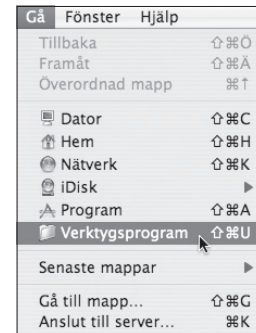 Gå Fönster Hjälp
Tillbaka ⇧⌘Ö
Framåt ⇧⌘Ä
Överordnad mapp ⌘↑
Dator ⇧⌘C
Hem ⇧⌘H
Nätverk ⇧⌘K
iDisk ▶
Program ⇧⌘A
Verktygsprogram ⇧⌘U
Senaste mappar ▶
Gå till mapp... ⇧⌘G
Anslut till server... ⌘K